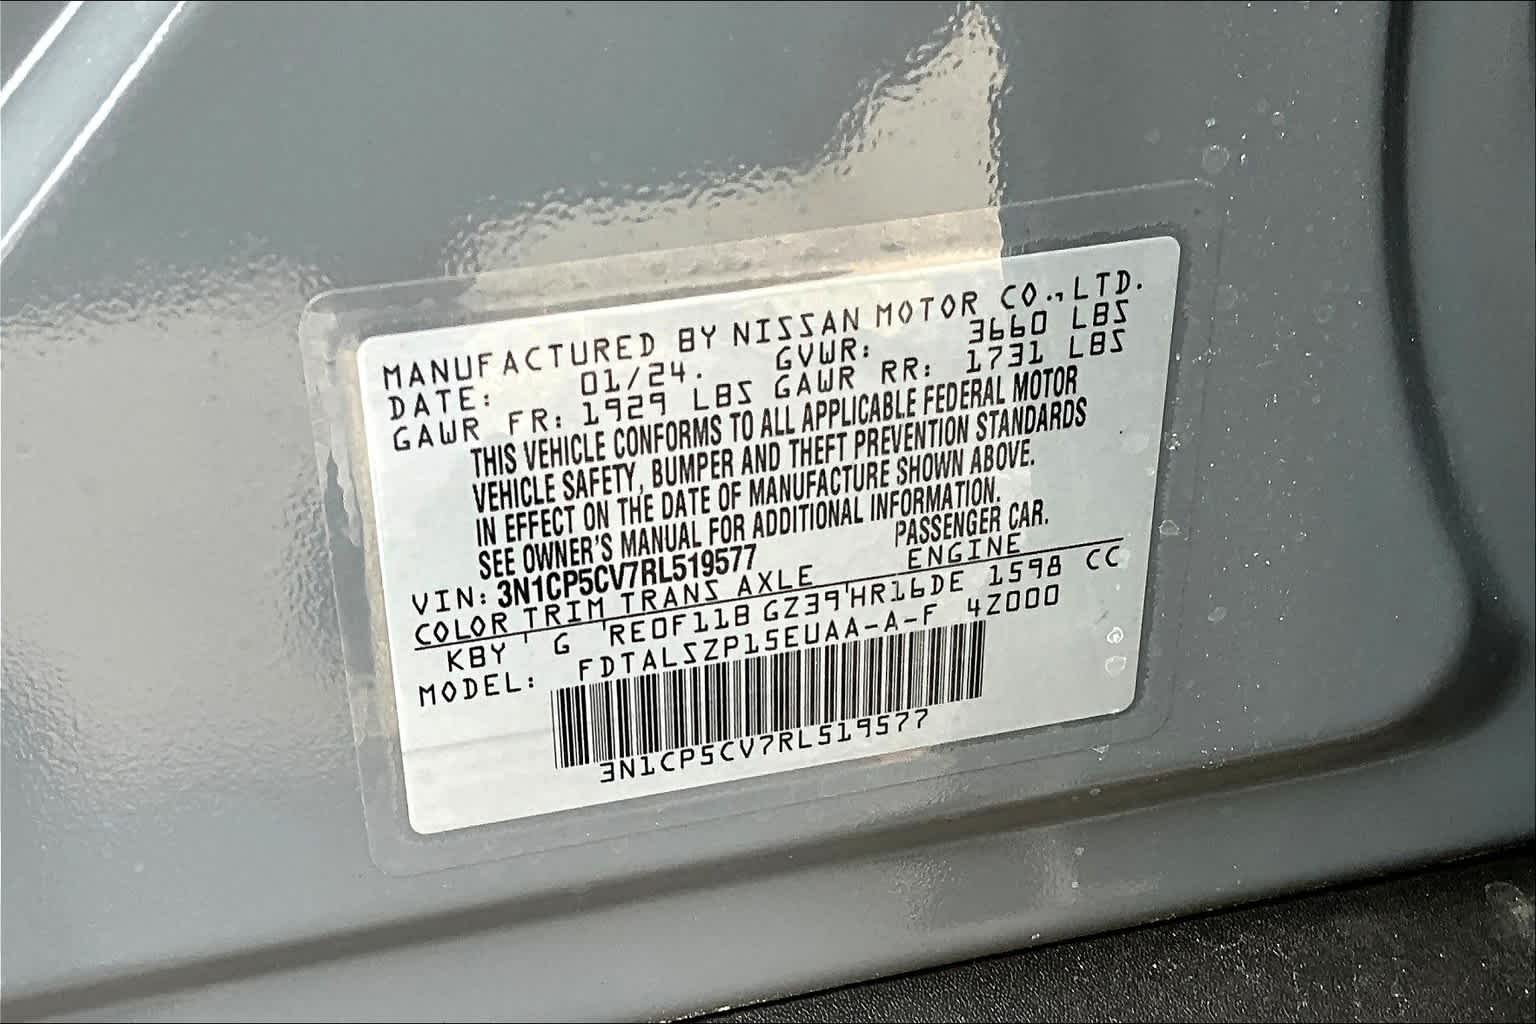 MANUFACTURED BY NISSAN MOTOR CO.,LTD.
DATE: 01/24. GVWR: 3660 LBS
GAWR FR: 1929 LBS GAWR RR: 1731 LBS
THIS VEHICLE CONFORMS TO ALL APPLICABLE FEDERAL MOTOR
VEHICLE SAFETY, BUMPER AND THEFT PREVENTION STANDARDS
IN EFFECT ON THE DATE OF MANUFACTURE SHOWN ABOVE.
SEE OWNER'S MANUAL FOR ADDITIONAL INFORMATION.
VIN: 3N1CP5CV7RL519577 PASSENGER CAR.
COLOR TRIM TRANS AXLE ENGINE
KBY G RE0F11B GZ39 HR16DE 1598 CC
MODEL: FDTALSZP15EUAA-A-F 4Z000
3N1CP5CV7RL519577